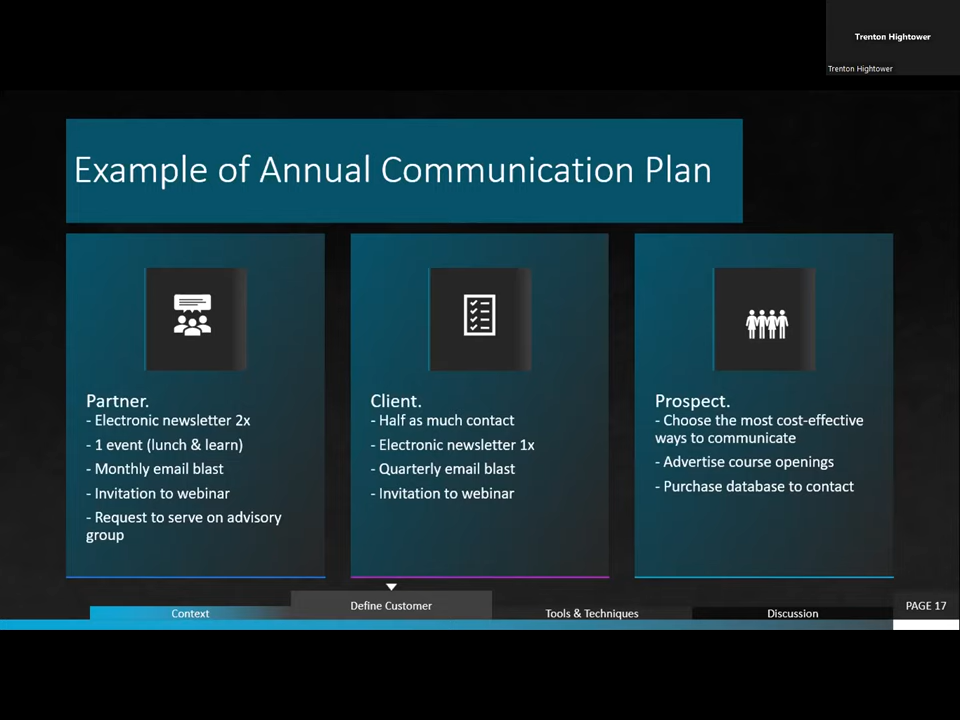 Trenton Hightower
Trenton Hightower
Example of Annual Communication Plan
Partner.
- Electronic newsletter 2x
- 1 event (lunch & learn)
- Monthly email blast
- Invitation to webinar
- Request to serve on advisory
group
Client.
- Half as much contact
- Electronic newsletter 1x
- Quarterly email blast
- Invitation to webinar
Prospect.
- Choose the most cost-effective
ways to communicate
- Advertise course openings
- Purchase database to contact
Context
Define Customer
Tools & Techniques
Discussion
PAGE 17